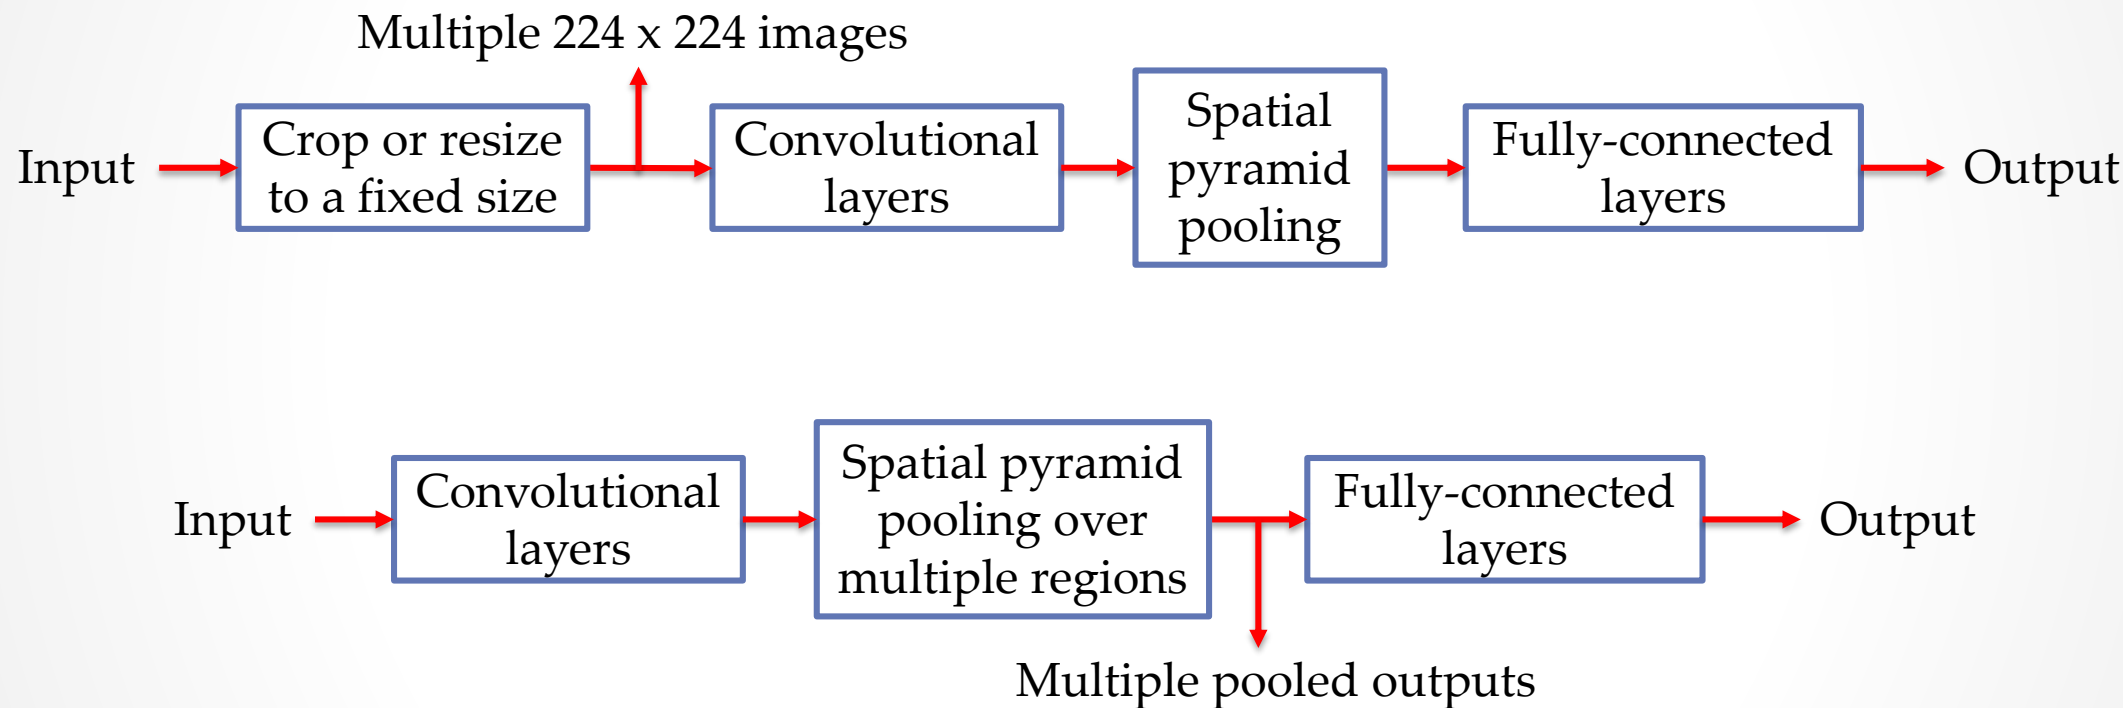 Multiple 224 x 224 images
Input
Crop or resize
to a fixed size
Convolutional
layers
Spatial
pyramid
pooling
Fully-connected
layers
Output
Input
Convolutional
layers
Spatial pyramid
pooling over
multiple regions
Fully-connected
layers
Output
Multiple pooled outputs